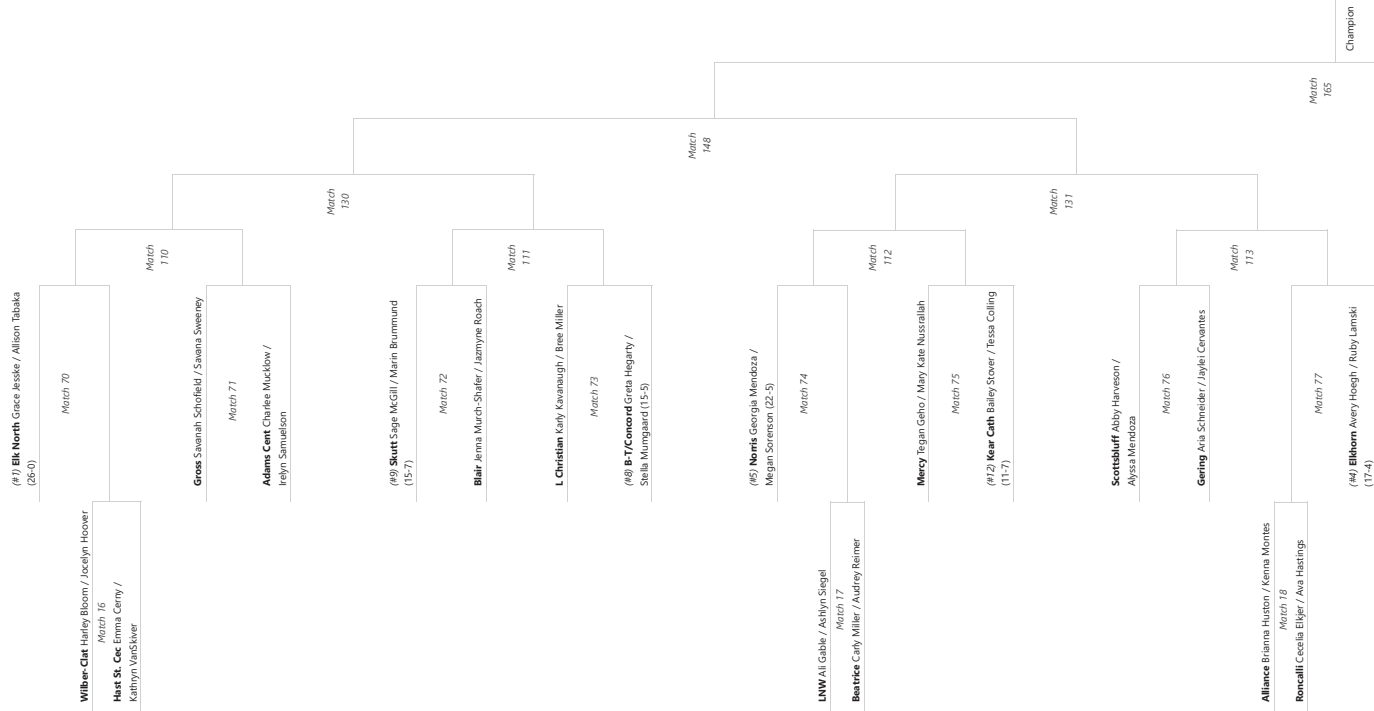 (#1) Elk North Grace Jesske / Allison Tabaka
(26-0)
Match 70
Wilber-Clat Harley Bloom / Jocelyn Hoover
Match 16
Hast St. Cec Emma Cerny /
Kathryn VanSkiver
Match
110
Gross Savanah Schofield / Savana Sweeney
Match 71
Adams Cent Charlee Mucklow /
Irelyn Samuelson
Match
130
(#9) Skutt Sage McGill / Marin Brummund
(15-7)
Match 72
Blair Jenna Murch-Shafer / Jazmyne Roach
Match
111
L Christian Karly Kavanaugh / Bree Miller
Match 73
(#8) B-T/Concord Greta Hegarty /
Stella Mumgaard (15-5)
Match
148
(#5) Norris Georgia Mendoza /
Megan Sorenson (22-5)
Match 74
LNW Ali Gable / Ashlyn Siegel
Match 17
Beatrice Carly Miller / Audrey Reimer
Match
112
Mercy Tegan Geho / Mary Kate Nussrallah
Match 75
(#12) Kear Cath Bailey Stover / Tessa Colling
(11-7)
Match
131
Scottsbluff Abby Harveson /
Alyssa Mendoza
Match 76
Gering Aria Schneider / Jaylei Cervantes
Match
113
Alliance Brianna Huston / Kenna Montes
Match 18
Roncalli Cecelia Elkjer / Ava Hastings
Match 77
(#4) Elkhorn Avery Hoegh / Ruby Lamski
(17-4)
Match
165
Champion